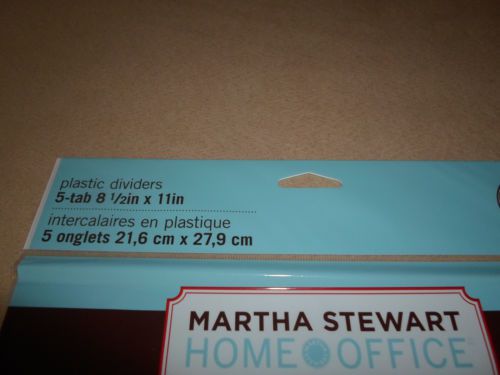 plastic dividers
5-tab 8 1/2in x 11in
intercalaires en plastique
5 onglets 21,6 cm x 27,9 cm
MARTHA STEWART
HOME OFFICE